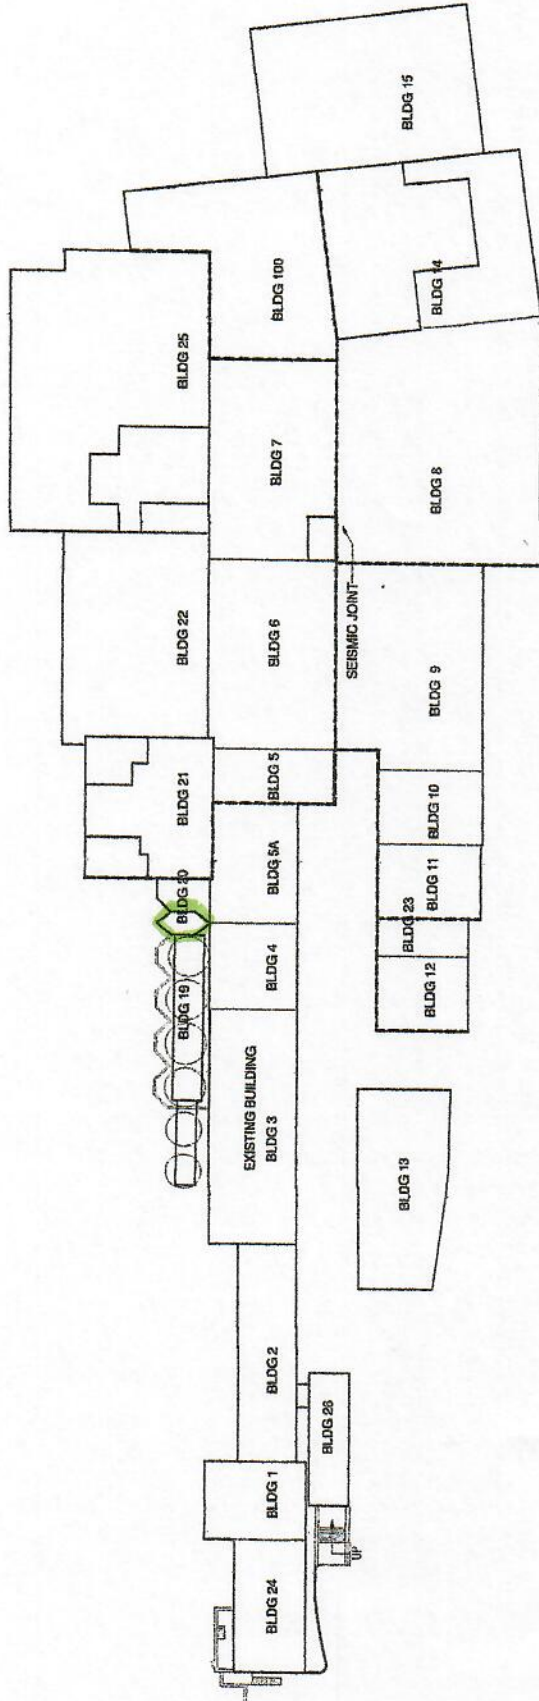 BLDG 15
BLDG 14
BLDG 100
BLDG 25
BLDG 7
BLDG 8
SEISMIC JOINT
BLDG 22
BLDG 6
BLDG 9
BLDG 21
BLDG 5
BLDG 10
BLDG 20
BLDG 5A
BLDG 11
BLDG 23
BLDG 4
BLDG 12
BLDG 19
EXISTING BUILDING
BLDG 3
BLDG 13
BLDG 2
BLDG 26
BLDG 1
UP
BLDG 24